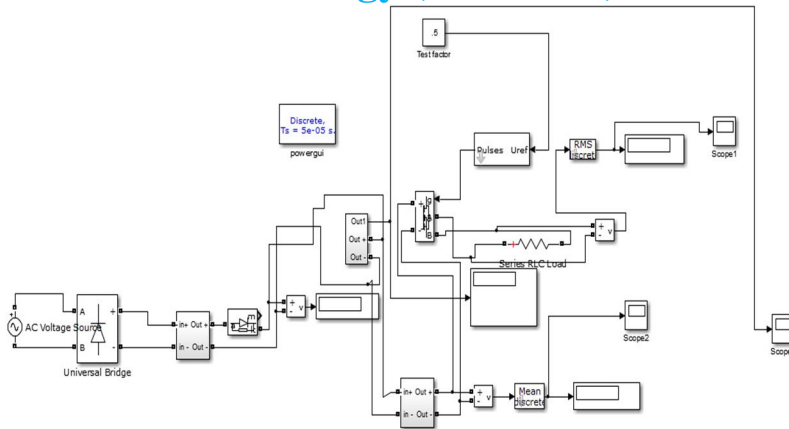 .5
Test factor
Discrete,
Ts = 5e-05 s.
powergui
Pulses Uref
RMS
Scope1
g
A
B
+
-
v
Out1
Out +
Out -
Series RLC Load
m
k
+
-
v
AC Voltage Source
A
B
+
-
Universal Bridge
in+ Out +
in - Out -
Scope2
in+ Out +
in - Out -
+
-
v
Mean
discrete